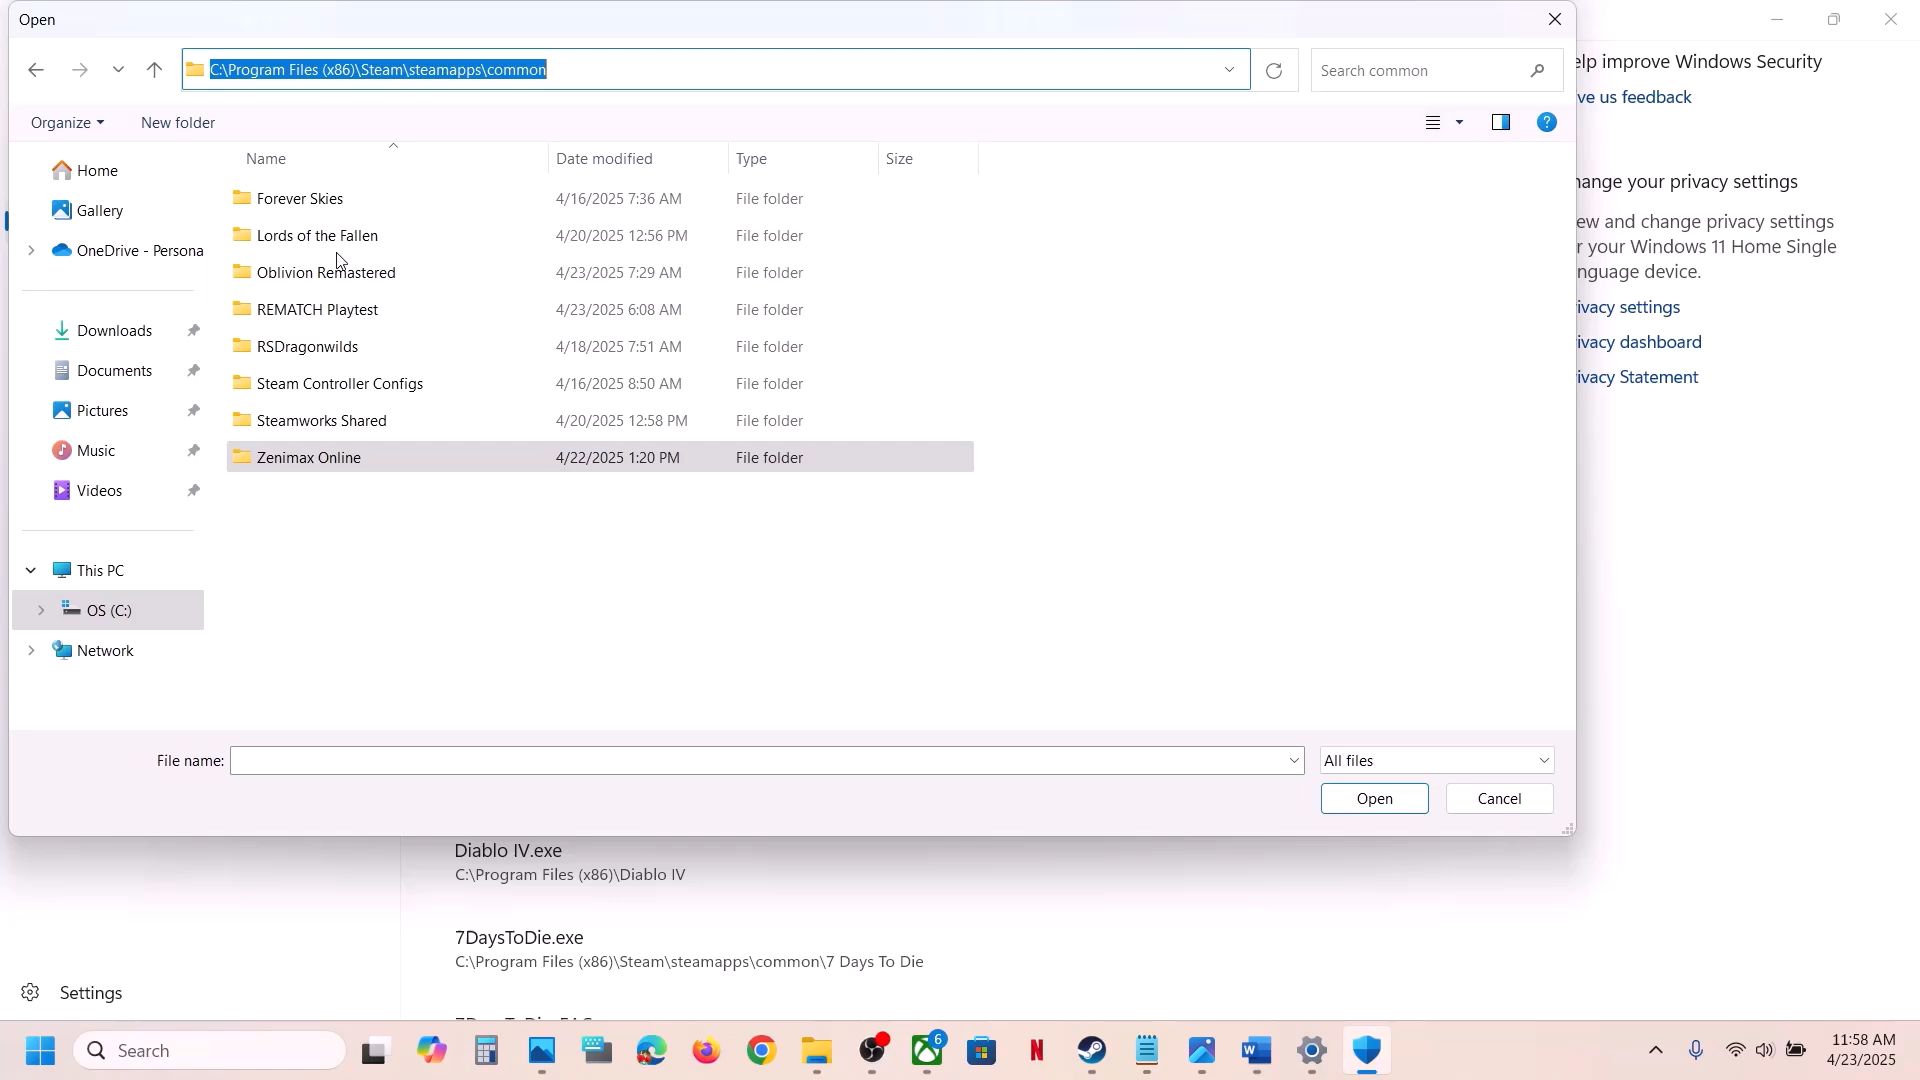 Open
C:\Program Files (x86)\Steam\steamapps\common
Search common
Organize
New folder
Name
Date modified
Type
Size
Home
Gallery
OneDrive - Persona
Downloads
Documents
Pictures
Music
Videos
This PC
OS (C:)
Network
Forever Skies 4/16/2025 7:36 AM File folder
Lords of the Fallen 4/20/2025 12:56 PM File folder
Oblivion Remastered 4/23/2025 7:29 AM File folder
REMATCH Playtest 4/23/2025 6:08 AM File folder
RSDragonwilds 4/18/2025 7:51 AM File folder
Steam Controller Configs 4/16/2025 8:50 AM File folder
Steamworks Shared 4/20/2025 12:58 PM File folder
Zenimax Online 4/22/2025 1:20 PM File folder
File name:
All files
Open
Cancel
elp improve Windows Security
ve us feedback
hange your privacy settings
ew and change privacy settings
r your Windows 11 Home Single
nguage device.
ivacy settings
ivacy dashboard
ivacy Statement
Diablo IV.exe
C:\Program Files (x86)\Diablo IV
7DaysToDie.exe
C:\Program Files (x86)\Steam\steamapps\common\7 Days To Die
Settings
Search
6
11:58 AM
4/23/2025